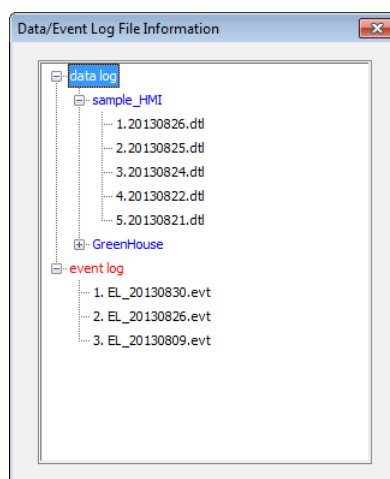 Data/Event Log File Information
data log
sample_HMI
1.20130826.dtl
2.20130825.dtl
3.20130824.dtl
4.20130822.dtl
5.20130821.dtl
GreenHouse
event log
1. EL_20130830.evt
2. EL_20130826.evt
3. EL_20130809.evt